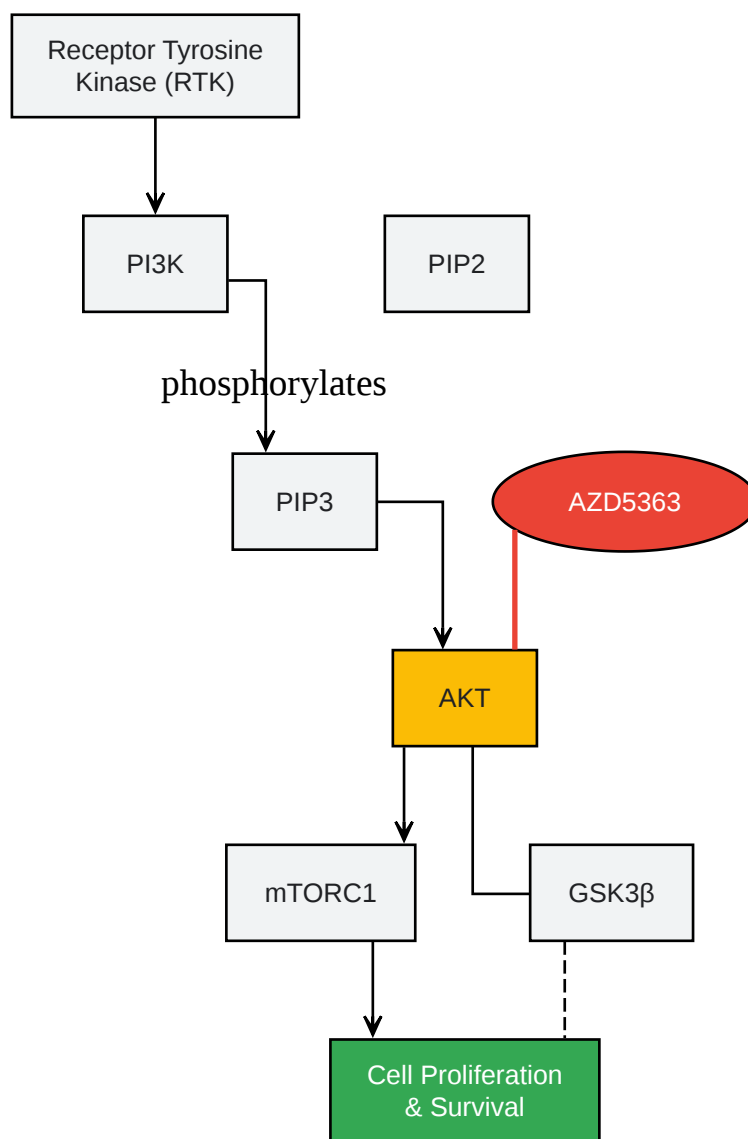 Receptor Tyrosine
Kinase (RTK)
PI3K
PIP2
phosphorylates
PIP3
AZD5363
AKT
mTORC1
GSK3β
Cell Proliferation
& Survival